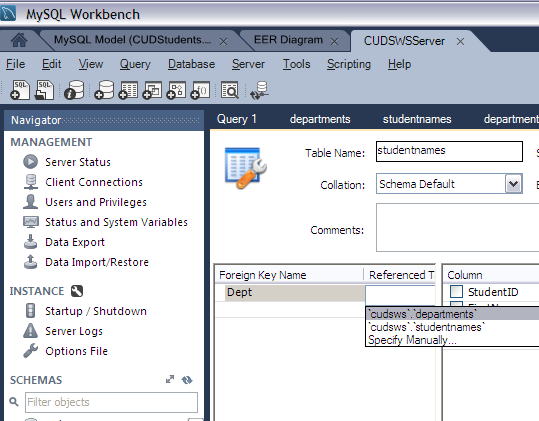 MySQL Workbench
MySQL Model (CUDStudents.... × EER Diagram × CUDSWSServer ×
File Edit View Query Database Server Tools Scripting Help
Navigator
Query 1 departments studentnames department
MANAGEMENT
Server Status
Client Connections
Users and Privileges
Status and System Variables
Data Export
Data Import/Restore
INSTANCE
Startup / Shutdown
Server Logs
Options File
SCHEMAS
Filter objects
Table Name: studentnames
Collation: Schema Default
Comments:
Foreign Key Name Referenced T Column
Dept StudentID
`cudsws`.`departments`
`cudsws`.`studentnames`
Specify Manually...